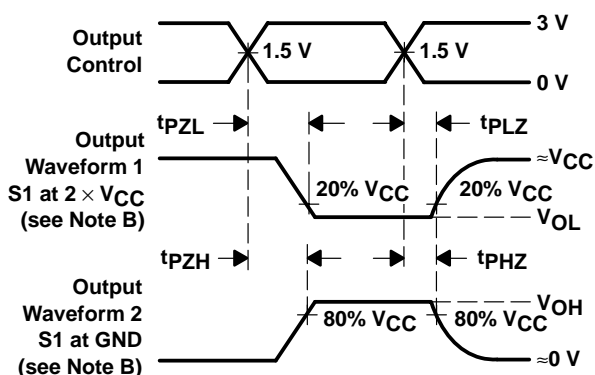 Output
Control
1.5 V
1.5 V
3 V
0 V
tPZL
tPLZ
Output
Waveform 1
S1 at 2 × VCC
(see Note B)
20% VCC
20% VCC
≈VCC
VOL
tPZH
tPHZ
Output
Waveform 2
S1 at GND
(see Note B)
80% VCC
80% VCC
VOH
≈0 V